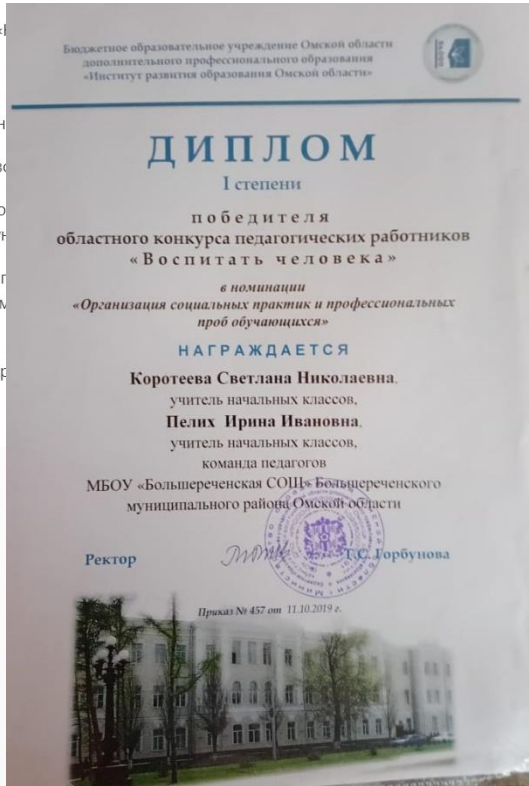 Бюджетное образовательное учреждение Омской области
дополнительного профессионального образования
«Институт развития образования Омской области»
ДИПЛОМ
I степени
победителя
областного конкурса педагогических работников
«Воспитать человека»
в номинации
«Организация социальных практик и профессиональных
проб обучающихся»
НАГРАЖДАЕТСЯ
Коротеева Светлана Николаевна,
учитель начальных классов,
Пелих Ирина Ивановна,
учитель начальных классов,
команда педагогов
МБОУ «Большереченская СОШ» Большереченского
муниципального района Омской области
Ректор Т.С. Горбунова
Приказ № 457 от 11.10.2019 г.